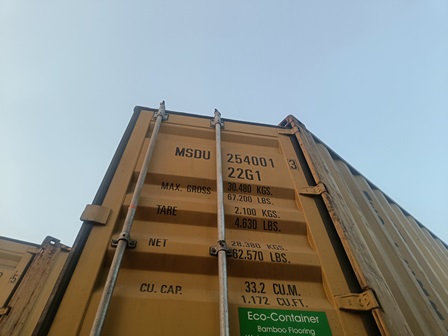 MSDU 254001 3
22G1
MAX. GROSS 30.480 KGS.
67.200 LBS.
TARE 2.100 KGS.
4.630 LBS.
NET 28.380 KGS.
62.570 LBS.
CU. CAP. 33.2 CU.M.
1.172 CU.FT.
Eco-Container
Bamboo Flooring